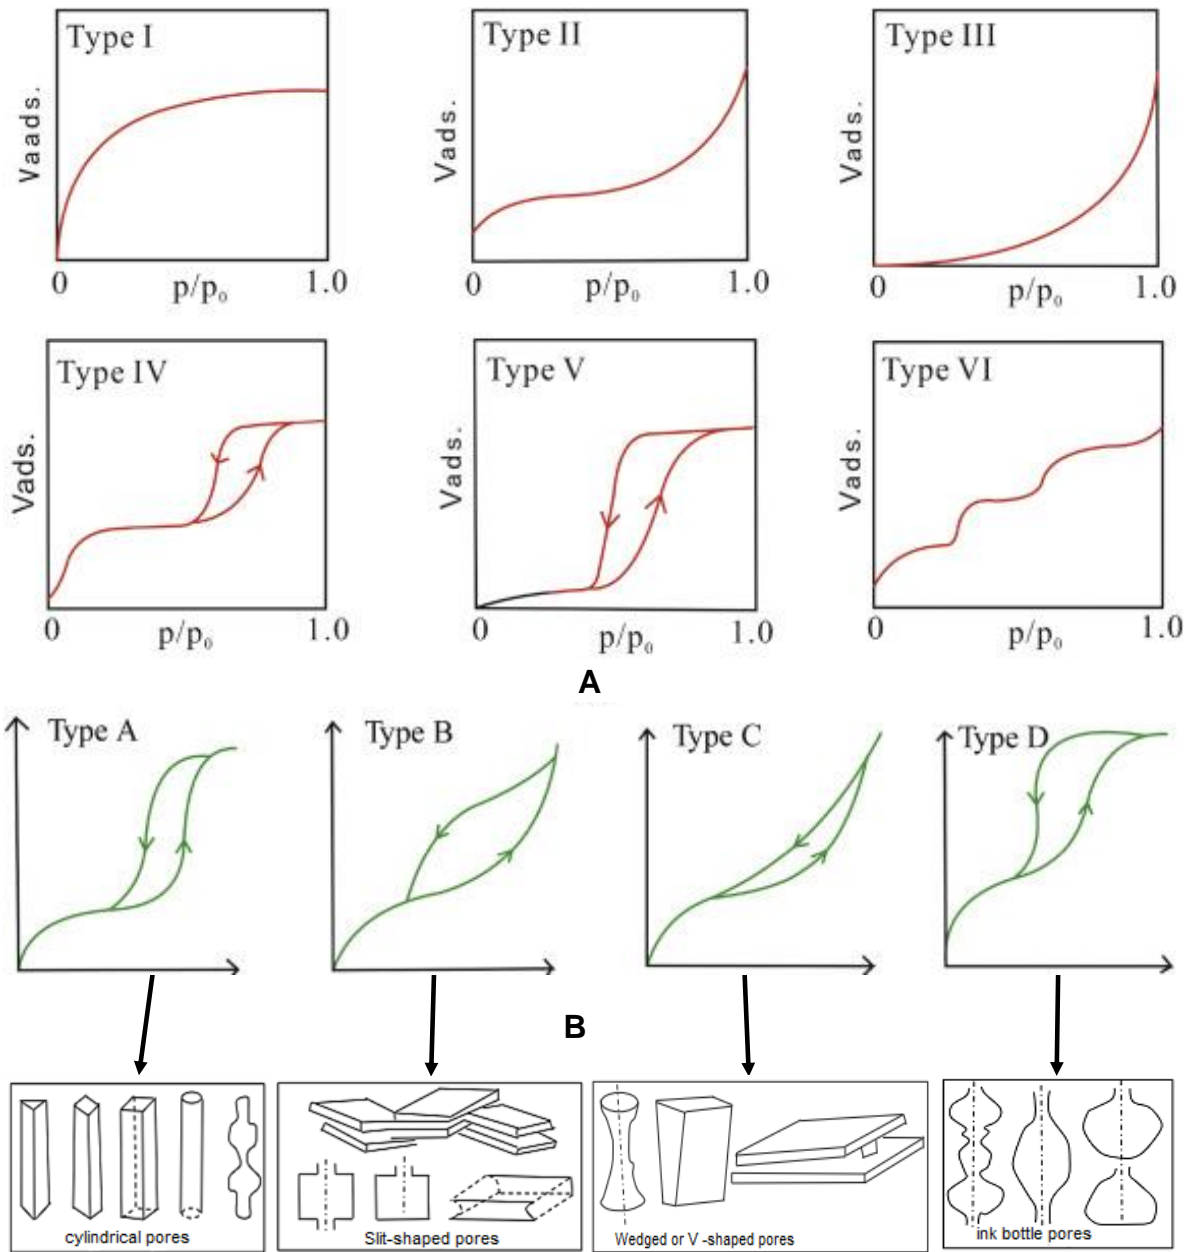 Type I
Vaads.
0 p/p₀ 1.0
Type II
Vads.
0 p/p₀ 1.0
Type III
Vads.
0 p/p₀ 1.0
Type IV
Vads.
0 p/p₀ 1.0
Type V
Vads.
0 p/p₀ 1.0
Type VI
Vads.
0 p/p₀ 1.0
A
Type A
Type B
Type C
Type D
B
cylindrical pores
Slit-shaped pores
Wedged or V -shaped pores
ink bottle pores